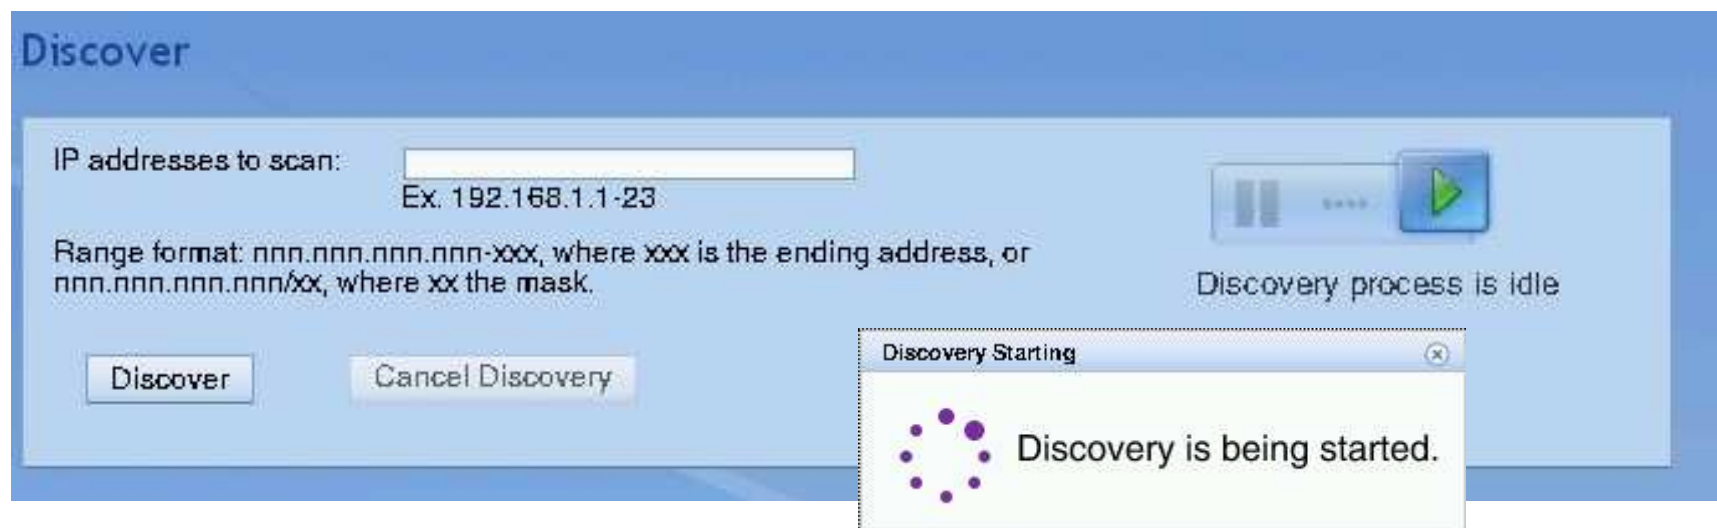 Discover
IP addresses to scan:
Ex. 192.168.1.1-23
Range format: nnn.nnn.nnn.nnn-xxx, where xxx is the ending address, or
nnn.nnn.nnn.nnn/xx, where xx the mask.
Discovery process is idle
Discover
Cancel Discovery
Discovery Starting
Discovery is being started.